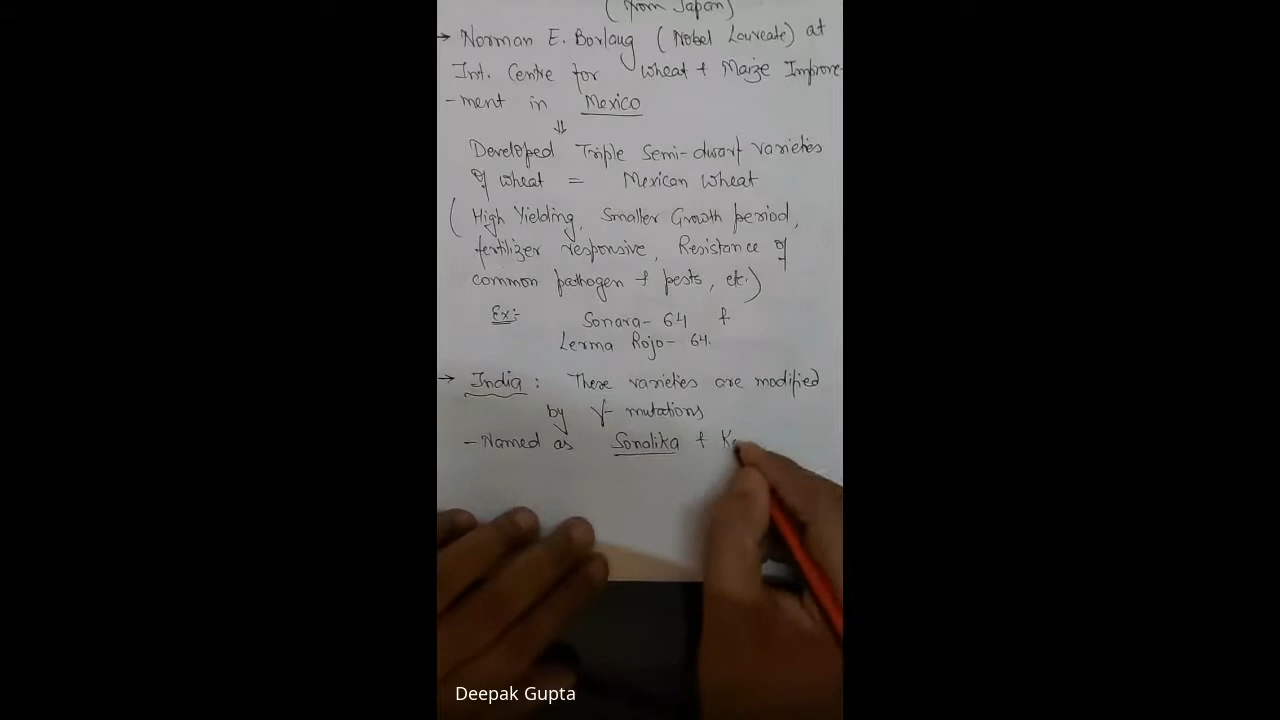 (from Japan)
→ Norman E. Borlaug (Nobel Laureate) at
Int. Centre for wheat + Maize Improve-
-ment in Mexico
⇓
Developed Triple Semi-dwarf varieties
of wheat = Mexican wheat
(High Yielding, Smaller Growth period,
fertilizer responsive, Resistance of
common pathogen + pests, etc.)
Ex:- Sonara-64 +
Lerma Rojo-64.
→ India : These varieties are modified
by γ- mutations
- Named as Sonalika +
Deepak Gupta